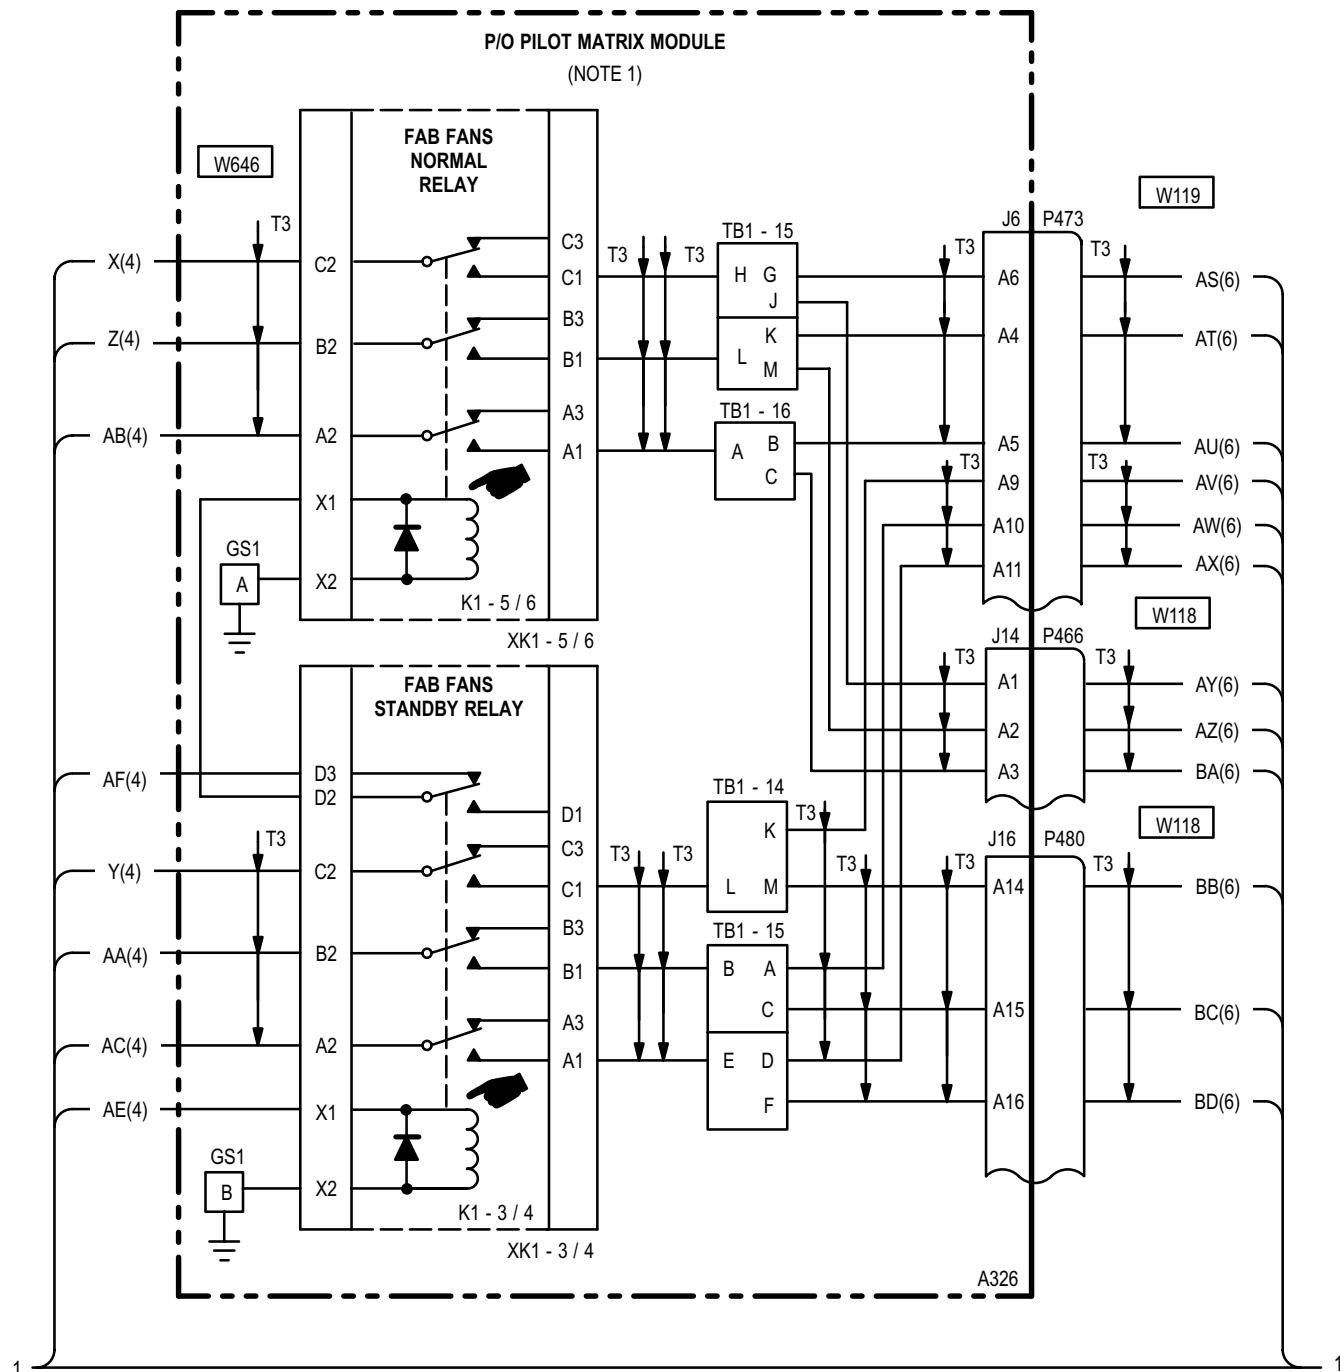 P/O PILOT MATRIX MODULE
(NOTE 1)
W646
FAB FANS
NORMAL
RELAY
W119
T3
J6 P473
X(4)
C2
C3
C1
T3 T3
TB1 - 15
H G
J
T3
A6
T3
AS(6)
Z(4)
B2
B3
B1
K
L
M
A4
AT(6)
AB(4)
A2
A3
A1
TB1 - 16
A B
C
A5
AU(6)
T3
A9
T3
AV(6)
X1
A10
AW(6)
GS1
A
X2
A11
AX(6)
K1 - 5 / 6
XK1 - 5 / 6
W118
J14 P466
FAB FANS
STANDBY RELAY
T3
A1
T3
AY(6)
A2
AZ(6)
AF(4)
D3
D2
D1
A3
BA(6)
TB1 - 14
W118
J16 P480
T3
Y(4)
C2
C3
C1
T3 T3
K
L M
T3
T3
T3
A14
T3
BB(6)
AA(4)
B2
B3
B1
TB1 - 15
B A
C
A15
BC(6)
AC(4)
A2
A3
A1
E D
F
A16
BD(6)
AE(4)
X1
GS1
B
X2
K1 - 3 / 4
XK1 - 3 / 4
A326
1 1